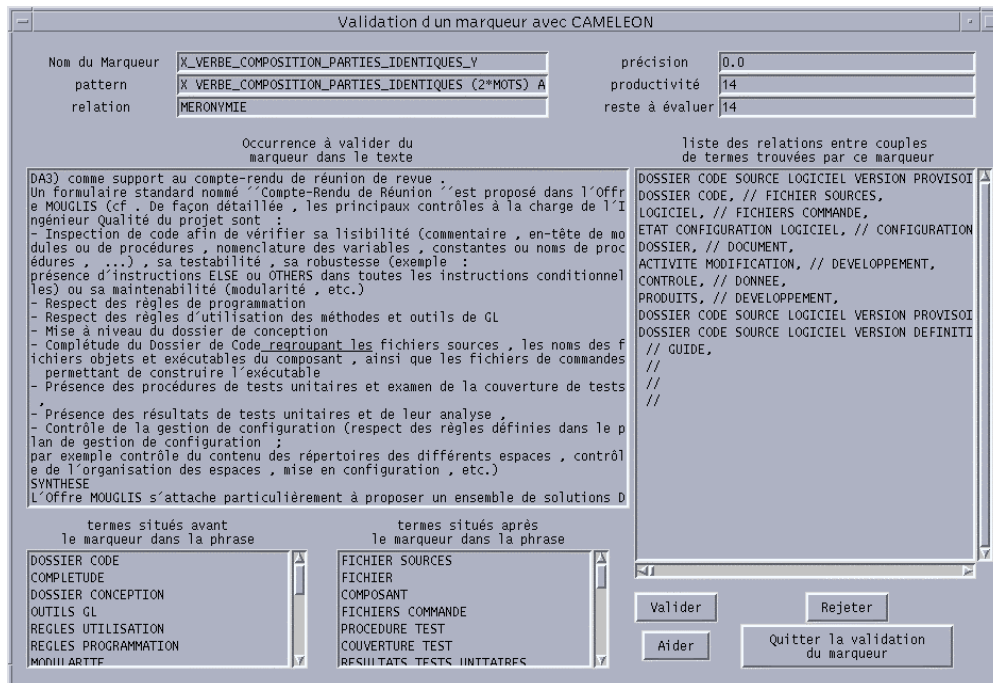 Validation d un marqueur avec CAMELEON
Nom du Marqueur X_VERBE_COMPOSITION_PARTIES_IDENTIQUES_Y
pattern X VERBE_COMPOSITION_PARTIES_IDENTIQUES (2*MOTS) A
relation MERONYMIE
précision 0.0
productivité 14
reste à évaluer 14
Occurrence à valider du
marqueur dans le texte
DA3) comme support au compte-rendu de réunion de revue .
Un formulaire standard nommé ´´Compte-Rendu de Réunion ´´est proposé dans l´Offr
e MOUGLIS (cf . De façon détaillée , les principaux contrôles à la charge de l´I
ngénieur Qualité du projet sont  :
- Inspection de code afin de vérifier sa lisibilité (commentaire , en-tête de mo
dules ou de procédures , nomenclature des variables , constantes ou noms de proc
édures ,  ...) , sa testabilité , sa robustesse (exemple  :
présence d´instructions ELSE ou OTHERS dans toutes les instructions conditionnel
les) ou sa maintenabilité (modularité , etc.)
- Respect des règles de programmation
- Respect des règles d´utilisation des méthodes et outils de GL
- Mise à niveau du dossier de conception
- Complétude du Dossier de Code regroupant les fichiers sources , les noms des f
ichiers objets et exécutables du composant , ainsi que les fichiers de commandes
permettant de construire l´exécutable
- Présence des procédures de tests unitaires et examen de la couverture de tests
,
- Présence des résultats de tests unitaires et de leur analyse ,
- Contrôle de la gestion de configuration (respect des règles définies dans le p
lan de gestion de configuration  ;
par exemple contrôle du contenu des répertoires des différents espaces , contrôl
e de l´organisation des espaces , mise en configuration , etc.)
SYNTHESE
L´Offre MOUGLIS s´attache particulièrement à proposer un ensemble de solutions D
liste des relations entre couples
de termes trouvées par ce marqueur
DOSSIER CODE SOURCE LOGICIEL VERSION PROVISOI
DOSSIER CODE, // FICHIER SOURCES,
LOGICIEL, // FICHIERS COMMANDE,
ETAT CONFIGURATION LOGICIEL, // CONFIGURATION
DOSSIER, // DOCUMENT,
ACTIVITE MODIFICATION, // DEVELOPPEMENT,
CONTROLE, // DONNEE,
PRODUITS, // DEVELOPPEMENT,
DOSSIER CODE SOURCE LOGICIEL VERSION PROVISOI
DOSSIER CODE SOURCE LOGICIEL VERSION DEFINITI
// GUIDE,
//
//
//
termes situés avant
le marqueur dans la phrase
DOSSIER CODE
COMPLETUDE
DOSSIER CONCEPTION
OUTILS GL
REGLES UTILISATION
REGLES PROGRAMMATION
MODULARITE
termes situés après
le marqueur dans la phrase
FICHIER SOURCES
FICHIER
COMPOSANT
FICHIERS COMMANDE
PROCEDURE TEST
COUVERTURE TEST
RESULTATS TESTS UNITAIRES
Valider
Rejeter
Aider
Quitter la validation
du marqueur